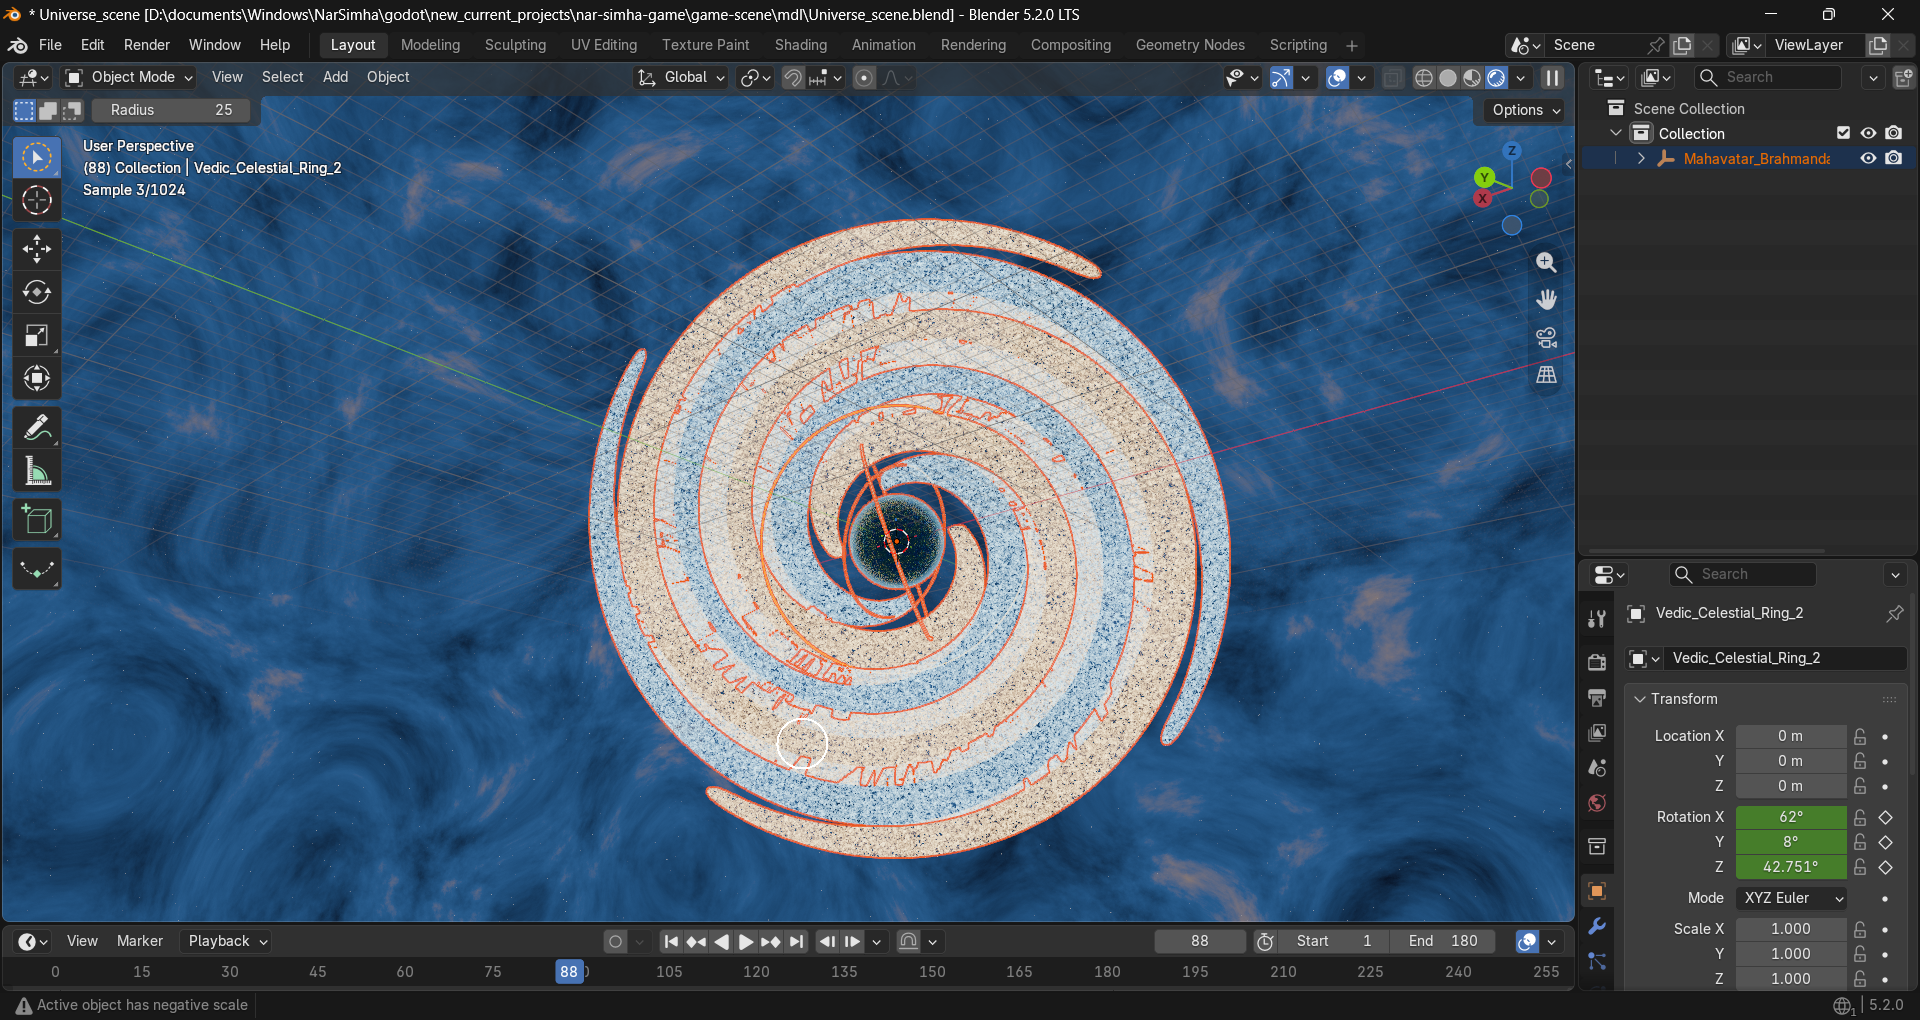 * Universe_scene [D:\documents\Windows\NarSimha\godot\new_current_projects\nar-simha-game\game-scene\mdl\Universe_scene.blend] - Blender 5.2.0 LTS
File Edit Render Window Help
Layout Modeling Sculpting UV Editing Texture Paint Shading Animation Rendering Compositing Geometry Nodes Scripting +
Scene
ViewLayer
Object Mode View Select Add Object
Global
Search
Radius 25
Options
Scene Collection
User Perspective
(88) Collection | Vedic_Celestial_Ring_2
Sample 3/1024
Collection
Mahavatar_Brahmanda
Z
Y
X
Search
Vedic_Celestial_Ring_2
Vedic_Celestial_Ring_2
Transform
Location X 0 m
Y 0 m
Z 0 m
Rotation X 62°
Y 8°
Z 42.751°
Mode XYZ Euler
Scale X 1.000
Y 1.000
Z 1.000
View Marker Playback
88
Start 1
End 180
0 15 30 45 60 75 88 105 120 135 150 165 180 195 210 225 240 255
Active object has negative scale
1 5.2.0